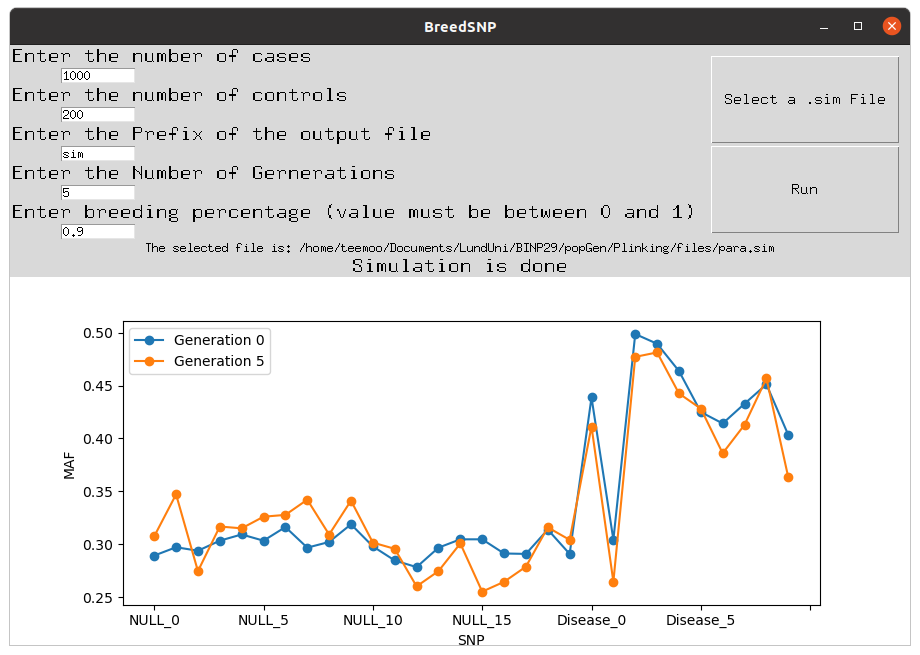 BreedSNP
Enter the number of cases
1000
Enter the number of controls
200
Enter the Prefix of the output file
sim
Enter the Number of Gernerations
5
Enter breeding percentage (value must be between 0 and 1)
0.9
Select a .sim File
Run
The selected file is: /home/teemoo/Documents/LundUni/BINP29/popGen/Plinking/files/para.sim
Simulation is done
Generation 0
Generation 5
0.50
0.45
0.40
0.35
0.30
0.25
MAF
NULL_0 NULL_5 NULL_10 NULL_15 Disease_0 Disease_5
SNP